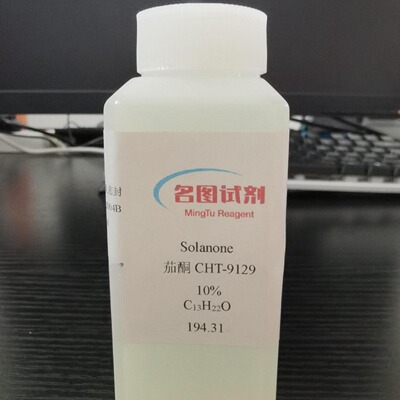 名图试剂
MingTu Reagent
Solanone
茄酮 CHT-9129
10%
C₁₃H₂₂O
194.31